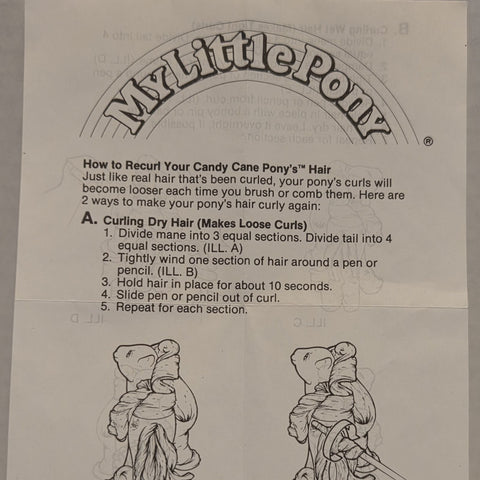 My Little Pony®
How to Recurl Your Candy Cane Pony's™ Hair
Just like real hair that's been curled, your pony's curls will
become looser each time you brush or comb them. Here are
2 ways to make your pony's hair curly again:
A. Curling Dry Hair (Makes Loose Curls)
1. Divide mane into 3 equal sections. Divide tail into 4
equal sections. (ILL. A)
2. Tightly wind one section of hair around a pen or
pencil. (ILL. B)
3. Hold hair in place for about 10 seconds.
4. Slide pen or pencil out of curl.
5. Repeat for each section.